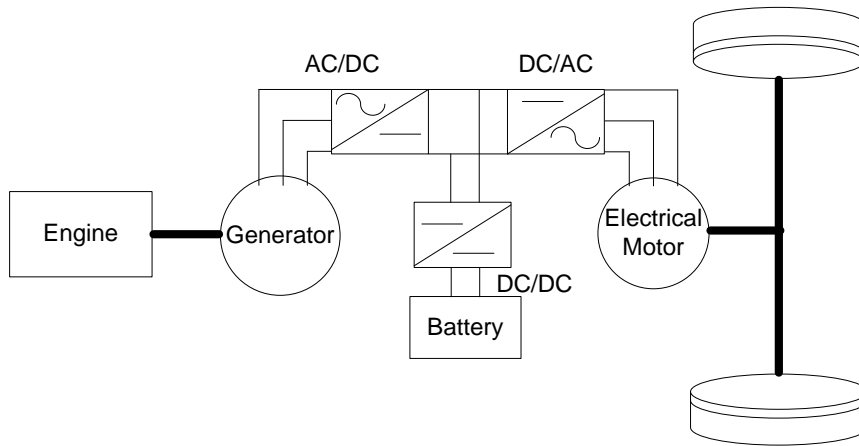 AC/DC
DC/AC
Engine
Generator
Electrical
Motor
DC/DC
Battery